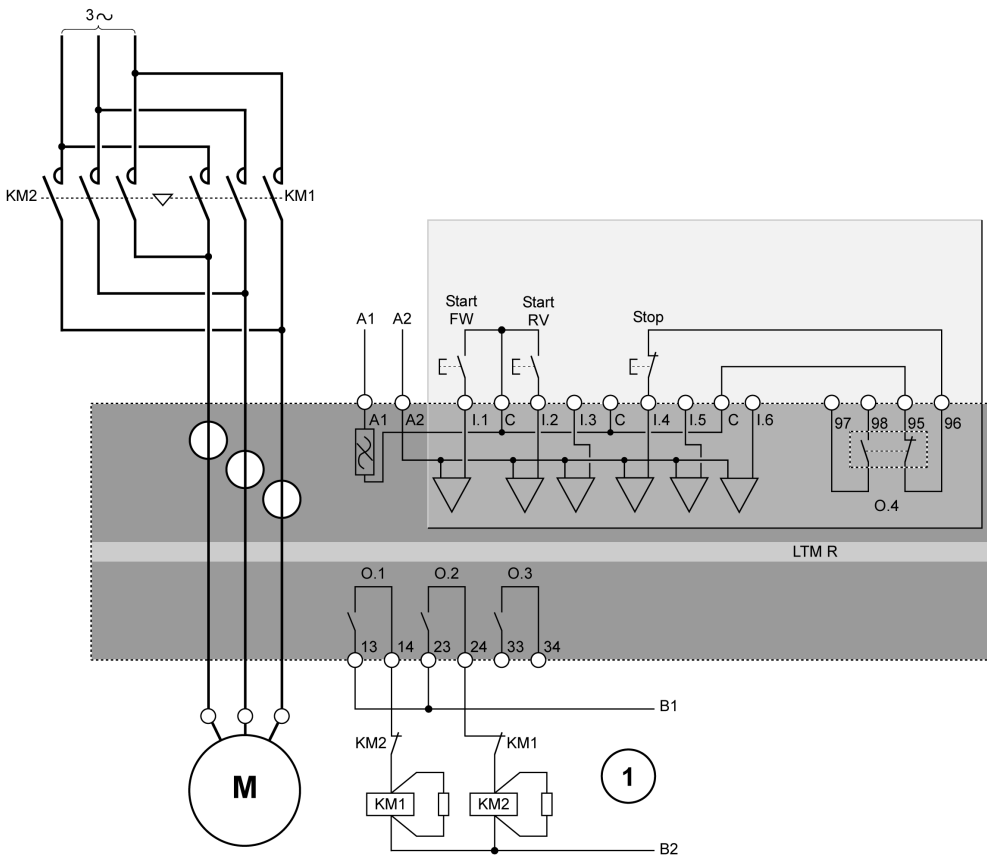 3~
KM2 KM1
Start FW
Start RV
Stop
A1 A2
A1 A2 I.1 C I.2 I.3 C I.4 I.5 C I.6 97 98 95 96
O.4
LTM R
O.1 O.2 O.3
13 14 23 24 33 34
B1
KM2 KM1
M
1
KM1 KM2
B2